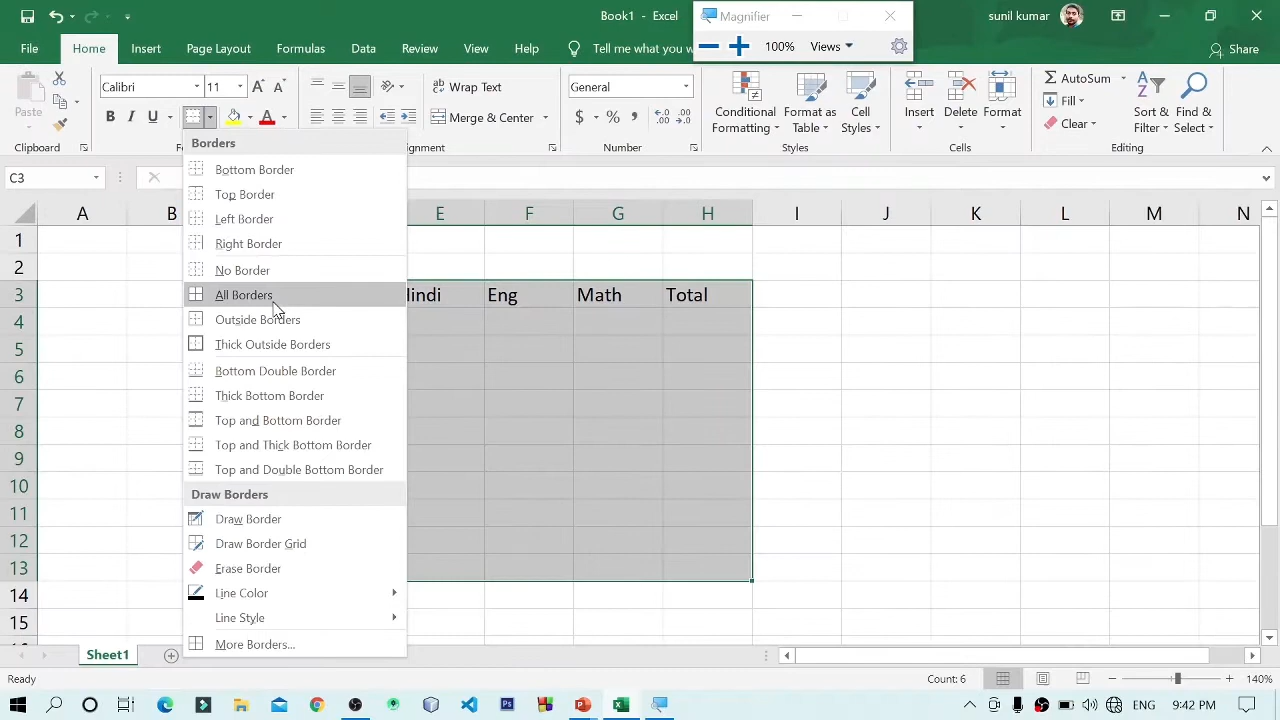 Book1 - Excel
Magnifier
sunil kumar
File Home Insert Page Layout Formulas Data Review View Help Tell me what you w
100% Views
Share
Calibri 11
Wrap Text
General
AutoSum
B I U
Merge & Center
$ % ,
Conditional Formatting
Format as Table
Cell Styles
Insert Delete Format
Fill
Clear
Sort & Filter
Find & Select
Clipboard
Number Styles Cells Editing
C3
Borders
Bottom Border
Top Border
Left Border
Right Border
No Border
All Borders
Outside Borders
Thick Outside Borders
Bottom Double Border
Thick Bottom Border
Top and Bottom Border
Top and Thick Bottom Border
Top and Double Bottom Border
Draw Borders
Draw Border
Draw Border Grid
Erase Border
Line Color
Line Style
More Borders...
A B E F G H I J K L M N
1
2
3 Eng Math Total
4
5
6
7
8
9
10
11
12
13
14
15
Sheet1
Ready Count: 6 140%
ENG 9:42 PM